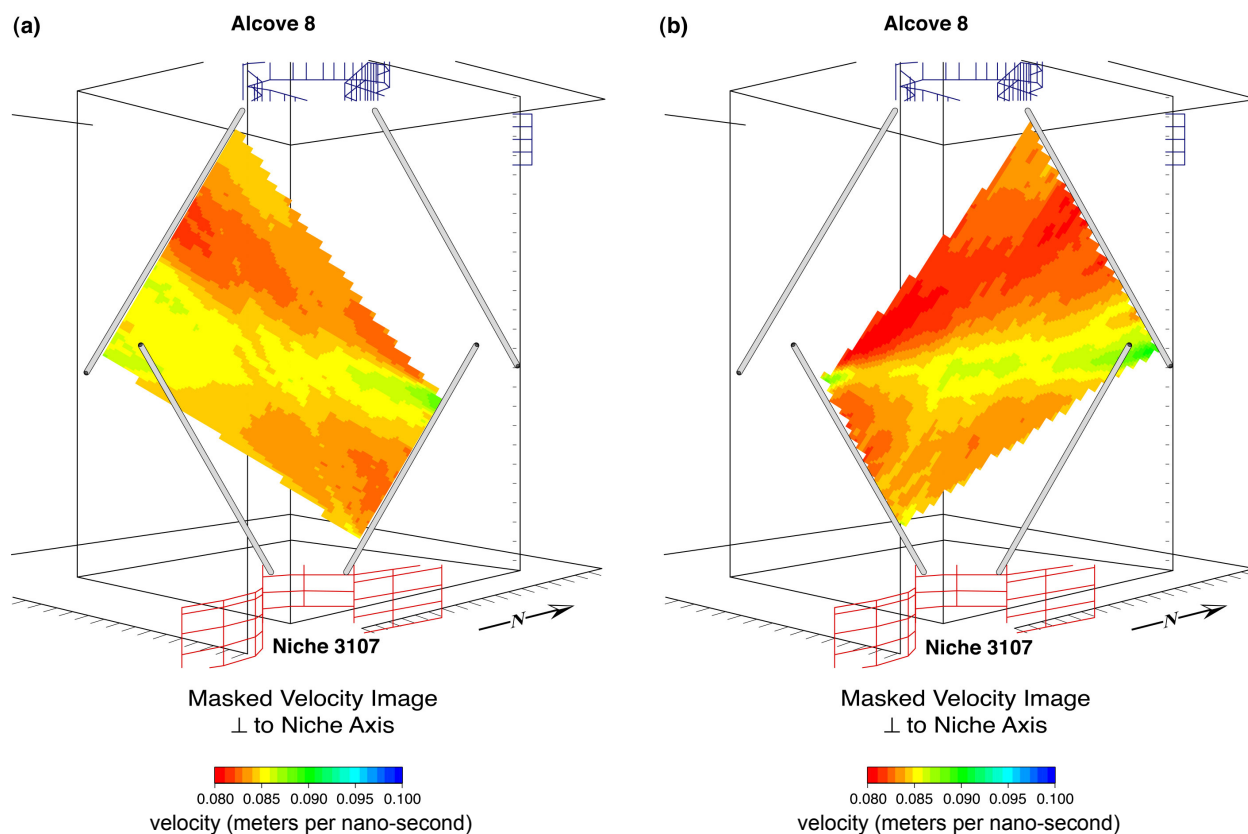 (a)
Alcove 8
N
Niche 3107
Masked Velocity Image
⊥ to Niche Axis
0.080 0.085 0.090 0.095 0.100
velocity (meters per nano-second)
(b)
Alcove 8
N
Niche 3107
Masked Velocity Image
⊥ to Niche Axis
0.080 0.085 0.090 0.095 0.100
velocity (meters per nano-second)